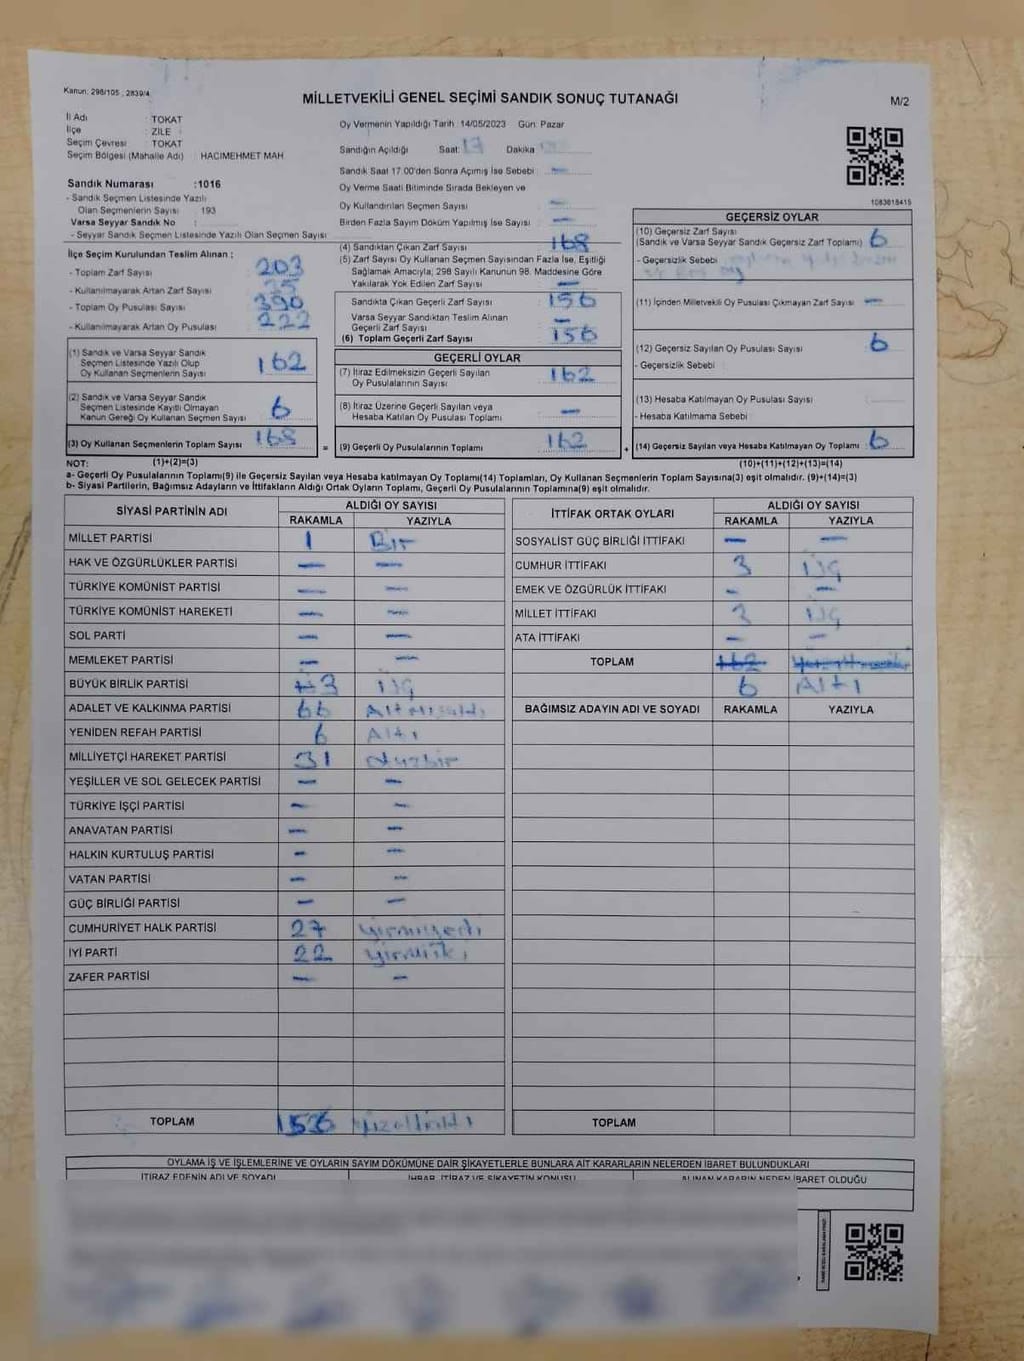 Kanun: 298/105 , 2839/4
MİLLETVEKİLİ GENEL SEÇİMİ SANDIK SONUÇ TUTANAĞI
M/2
İl Adı : TOKAT
İlçe : ZİLE
Seçim Çevresi : TOKAT
Seçim Bölgesi (Mahalle Adı) : HACIMEHMET MAH
Sandık Numarası :1016
- Sandık Seçmen Listesinde Yazılı
Olan Seçmenlerin Sayısı : 193
Varsa Seyyar Sandık No :
- Seyyar Sandık Seçmen Listesinde Yazılı Olan Seçmen Sayısı :
Oy Vermenin Yapıldığı Tarih :14/05/2023 Gün: Pazar
Sandığın Açıldığı Saat: 17 Dakika
Sandık Saat 17:00'den Sonra Açımış İse Sebebi : —
Oy Verme Saati Bitiminde Sırada Bekleyen ve
Oy Kullandırılan Seçmen Sayısı : —
Birden Fazla Sayım Döküm Yapılmış İse Sayısı : —
1083818415
İlçe Seçim Kurulundan Teslim Alınan ;
- Toplam Zarf Sayısı : 203
- Kullanılmayarak Artan Zarf Sayısı : 35
- Toplam Oy Pusulası Sayısı : 390
- Kullanılmayarak Artan Oy Pusulası : 222
(1) Sandık ve Varsa Seyyar Sandık
Seçmen Listesinde Yazılı Olup
Oy Kullanan Seçmenlerin Sayısı : 162
(2) Sandık ve Varsa Seyyar Sandık
Seçmen Listesinde Kayıtlı Olmayan
Kanun Gereği Oy Kullanan Seçmen Sayısı : 6
(3) Oy Kullanan Seçmenlerin Toplam Sayısı : 168
(4) Sandıktan Çıkan Zarf Sayısı : 168
(5) Zarf Sayısı Oy Kullanan Seçmen Sayısından Fazla İse, Eşitliği
Sağlamak Amacıyla; 298 Sayılı Kanunun 98. Maddesine Göre
Yakılarak Yok Edilen Zarf Sayısı : —
Sandıkta Çıkan Geçerli Zarf Sayısı : 156
Varsa Seyyar Sandıktan Teslim Alınan
Geçerli Zarf Sayısı : —
(6) Toplam Geçerli Zarf Sayısı : 156
GEÇERLİ OYLAR
(7) İtiraz Edilmeksizin Geçerli Sayılan
Oy Pusulalarının Sayısı : 162
(8) İtiraz Üzerine Geçerli Sayılan veya
Hesaba Katılan Oy Pusulası Toplamı : —
= (9) Geçerli Oy Pusulalarının Toplamı : 162 +
GEÇERSİZ OYLAR
(10) Geçersiz Zarf Sayısı
(Sandık ve Varsa Seyyar Sandık Geçersiz Zarf Toplamı) : 6
- Geçersiz Sebebi :
(11) İçinden Milletvekili Oy Pusulası Çıkmayan Zarf Sayısı : —
(12) Geçersiz Sayılan Oy Pusulası Sayısı : 6
- Geçersizlik Sebebi :
(13) Hesaba Katılmayan Oy Pusulası Sayısı :
- Hesaba Katılmama Sebebi :
(14) Geçersiz Sayılan veya Hesaba Katılmayan Oy Toplamı : 6
NOT: (1)+(2)=(3) (10)+(11)+(12)+(13)=(14)
a- Geçerli Oy Pusulalarının Toplamı(9) ile Geçersiz Sayılan veya Hesaba katılmayan Oy Toplamı(14) Toplamları, Oy Kullanan Seçmenlerin Toplam Sayısına(3) eşit olmalıdır. (9)+(14)=(3)
b- Siyasi Partilerin, Bağımsız Adayların ve İttifakların Aldığı Oyların Toplamı, Geçerli Oy Pusulalarının Toplamına(9) eşit olmalıdır.
SİYASİ PARTİNİN ADI ALDIĞI OY SAYISI
RAKAMLA YAZIYLA
MİLLET PARTİSİ 1 Bir
HAK VE ÖZGÜRLÜKLER PARTİSİ — —
TÜRKİYE KOMÜNİST PARTİSİ — —
TÜRKİYE KOMÜNİST HAREKETİ — —
SOL PARTİ — —
MEMLEKET PARTİSİ — —
BÜYÜK BİRLİK PARTİSİ 3 üç
ADALET VE KALKINMA PARTİSİ 66 Altmışaltı
YENİDEN REFAH PARTİSİ 6 Altı
MİLLİYETÇİ HAREKET PARTİSİ 31 otuzbir
YEŞİLLER VE SOL GELECEK PARTİSİ — —
TÜRKİYE İŞÇİ PARTİSİ — —
ANAVATAN PARTİSİ — —
HALKIN KURTULUŞ PARTİSİ — —
VATAN PARTİSİ — —
GÜÇ BİRLİĞİ PARTİSİ — —
CUMHURİYET HALK PARTİSİ 27 yirmiyedi
İYİ PARTİ 22 yirmiiki
ZAFER PARTİSİ — —
TOPLAM 156 yüzellialtı
İTTİFAK ORTAK OYLARI ALDIĞI OY SAYISI
RAKAMLA YAZIYLA
SOSYALİST GÜÇ BİRLİĞİ İTTİFAKI — —
CUMHUR İTTİFAKI 3 üç
EMEK VE ÖZGÜRLÜK İTTİFAKI — —
MİLLET İTTİFAKI 3 üç
ATA İTTİFAKI — —
TOPLAM 162
6 Altı
BAĞIMSIZ ADAYIN ADI VE SOYADI RAKAMLA YAZIYLA
TOPLAM
OYLAMA İŞ VE İŞLEMLERİNE VE OYLARIN SAYIM DÖKÜMÜNE DAİR ŞİKAYETLERLE BUNLARA AİT KARARLARIN NELERDEN İBARET BULUNDUKLARI
İTİRAZ EDENİN ADI VE SOYADI İHBAR, İTİRAZ VE ŞİKAYETİN KONUSU ALINAN KARARIN NEDEN İBARET OLDUĞU